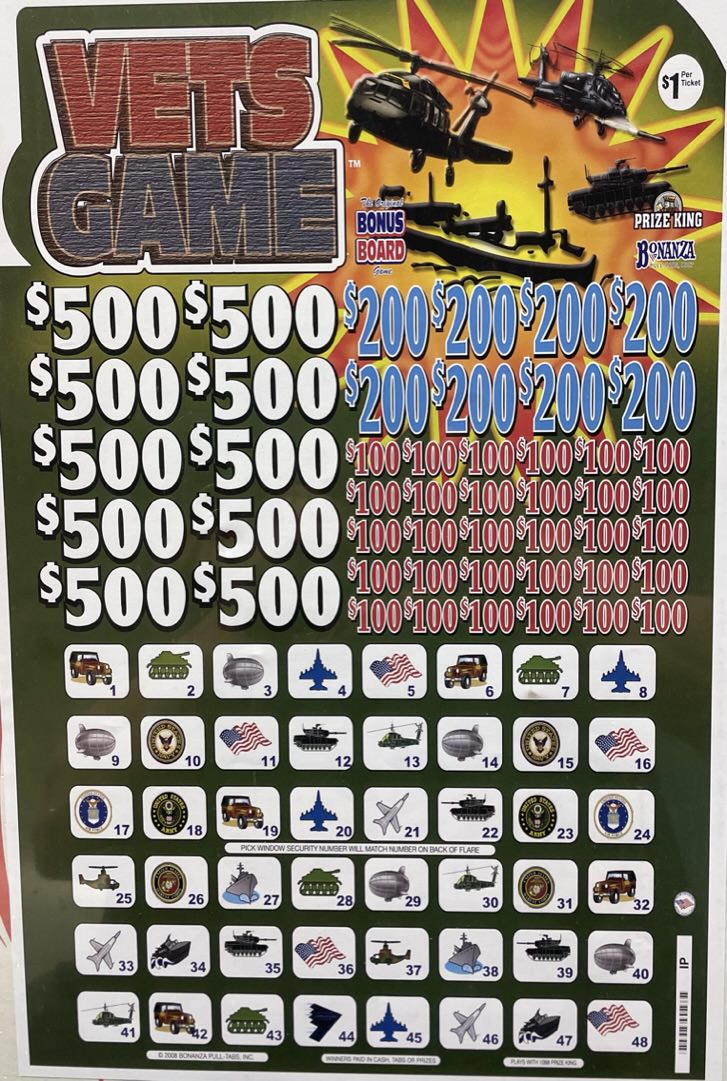 VETS
GAME
TM
$1 Per
Ticket
The Original
BONUS
BOARD
Game
PRIZE KING
BONANZA
$500 $500 $200 $200 $200 $200
$500 $500 $200 $200 $200 $200
$500 $500 $100 $100 $100 $100 $100 $100
$100 $100 $100 $100 $100 $100
$500 $500 $100 $100 $100 $100 $100 $100
$100 $100 $100 $100 $100 $100
$500 $500 $100 $100 $100 $100 $100 $100
1 2 3 4 5 6 7 8
9 10 11 12 13 14 15 16
17 18 UNITED STATES ARMY 19 20 21 22 23 UNITED STATES ARMY 24
PICK WINDOW SECURITY NUMBER WILL MATCH NUMBER ON BACK OF FLARE
25 26 27 28 29 30 31 32
33 34 35 36 37 38 39 40
IP
41 42 43 44 45 46 47 48
© 2008 BONANZA PULL-TABS, INC.
WINNERS PAID IN CASH, TABS OR PRIZES
PLAYS WITH 1088 PRIZE KING